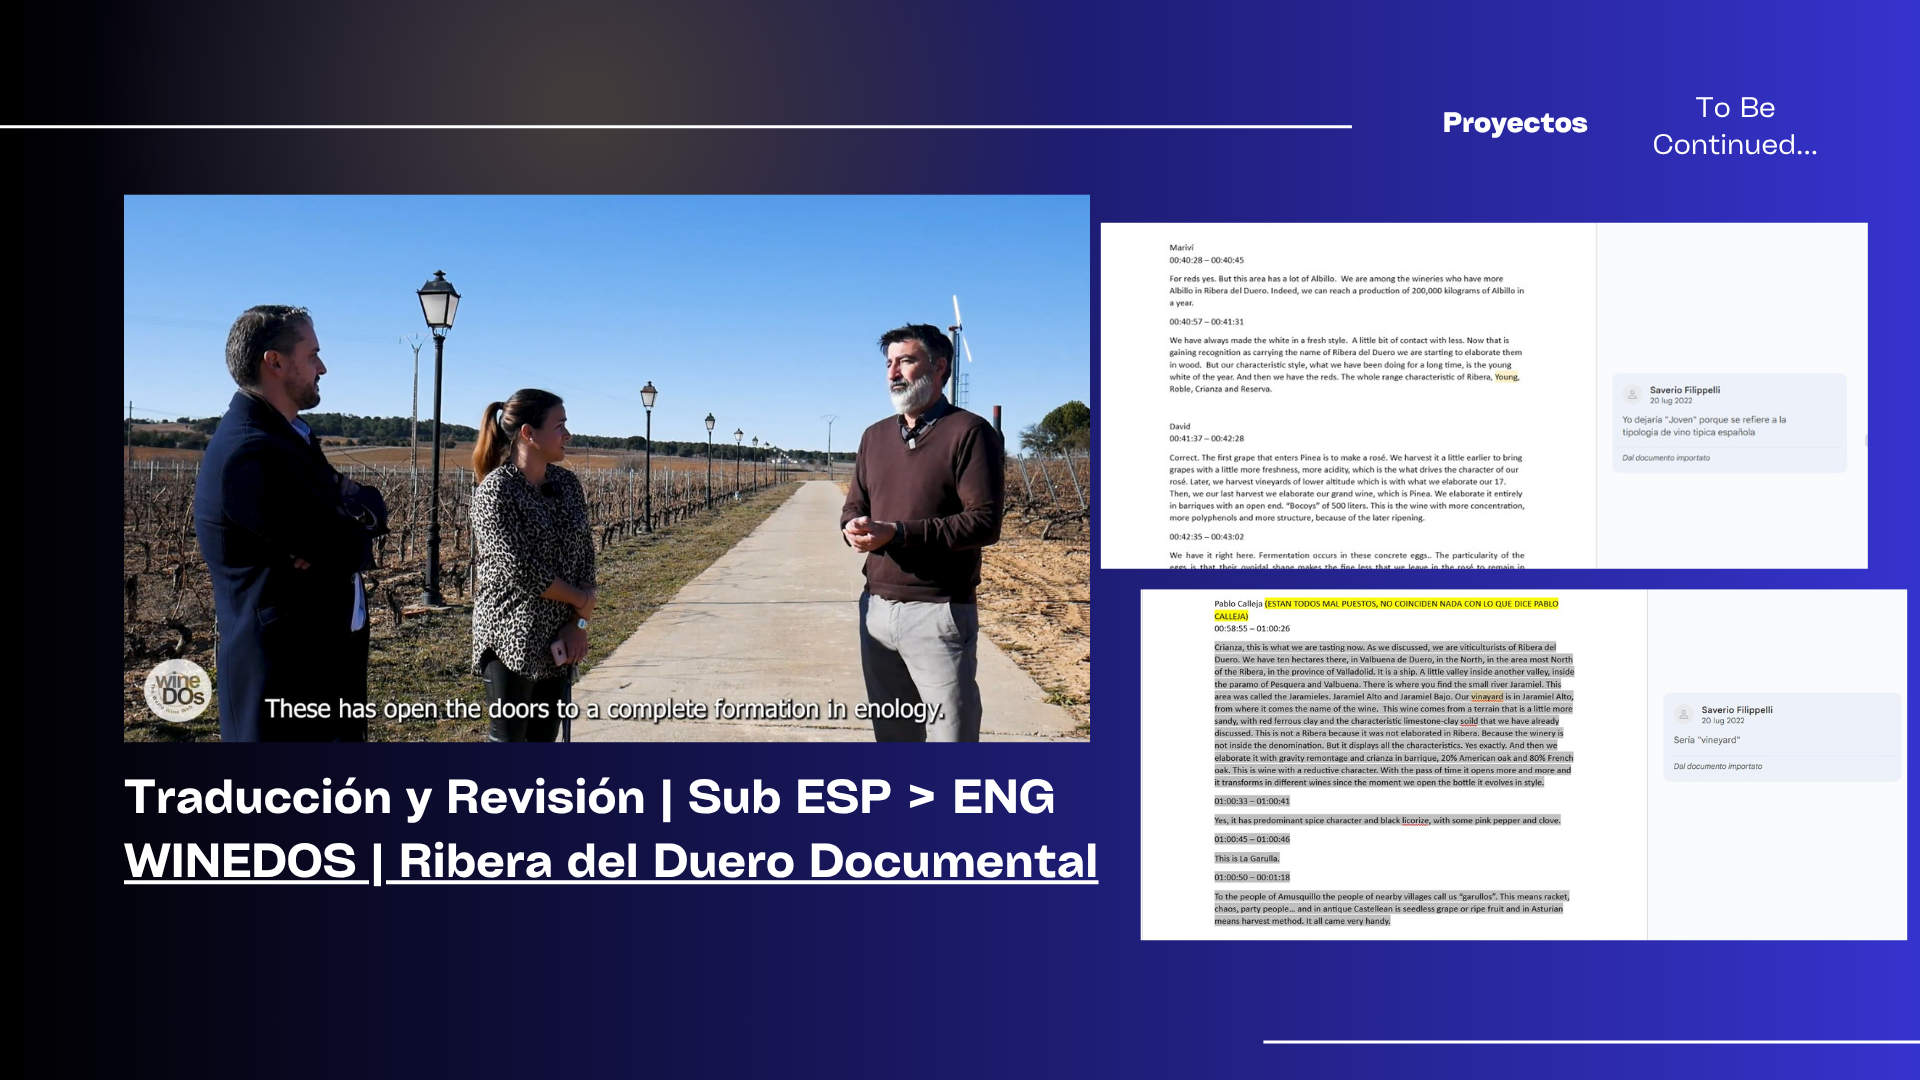 Proyectos
To Be
Continued...
wine
DOs
These has open the doors to a complete formation in enology.
Traducción y Revisión | Sub ESP > ENG
WINEDOS | Ribera del Duero Documental
Mariví
00:40:28 – 00:40:45
For reds yes. But this area has a lot of Albillo. We are among the wineries who have more
Albillo in Ribera del Duero. Indeed, we can reach a production of 200,000 kilograms of Albillo in
a year.
00:40:57 – 00:41:31
We have always made the white in a fresh style. A little bit of contact with less. Now that is
gaining recognition as carrying the name of Ribera del Duero we are starting to elaborate them
in wood. But our characteristic style, what we have been doing for a long time, is the young
white of the year. And then we have the reds. The whole range characteristic of Ribera, Young,
Roble, Crianza and Reserva.
David
00:41:37 – 00:42:28
Correct. The first grape that enters Pinea is to make a rosé. We harvest it a little earlier to bring
grapes with a little more freshness, more acidity, which is the what drives the character of our
rosé. Later, we harvest vineyards of lower altitude which is with what we elaborate our 17.
Then, we our last harvest we elaborate our grand wine, which is Pinea. We elaborate it entirely
in barriques with an open end. "Bocoys" of 500 liters. This is the wine with more concentration,
more polyphenols and more structure, because of the later ripening.
00:42:35 – 00:43:02
We have it right here. Fermentation occurs in these concrete eggs.. The particularity of the
eggs is that their ovoidal shape makes the fine less that we leave in the rosé to remain in
Saverio Filippelli
20 lug 2022
Yo dejaría "Joven" porque se refiere a la
tipologia de vino tipica española
Dal documento importato
Pablo Calleja (ESTAN TODOS MAL PUESTOS, NO COINCIDEN NADA CON LO QUE DICE PABLO
CALLEJA)
00:58:55 – 01:00:26
Crianza, this is what we are tasting now. As we discussed, we are viticulturists of Ribera del
Duero. We have ten hectares there, in Valbuena de Duero, in the North, in the area most North
of the Ribera, in the province of Valladolid. It is a ship. A little valley inside another valley, inside
the paramo of Pesquera and Valbuena. There is where you find the small river Jaramiel. This
area was called the Jaramieles. Jaramiel Alto and Jaramiel Bajo. Our vinayard is in Jaramiel Alto,
from where it comes the name of the wine. This wine comes from a terrain that is a little more
sandy, with red ferrous clay and the characteristic limestone-clay soild that we have already
discussed. This is not a Ribera because it was not elaborated in Ribera. Because the winery is
not inside the denomination. But it displays all the characteristics. Yes exactly. And then we
elaborate it with gravity remontage and crianza in barrique, 20% American oak and 80% French
oak. This is wine with a reductive character. With the pass of time it opens more and more and
it transforms in different wines since the moment we open the bottle it evolves in style.
01:00:33 – 01:00:41
Yes, it has predominant spice character and black licorize, with some pink pepper and clove.
01:00:45 – 01:00:46
This is La Garulla.
01:00:50 – 00:01:18
To the people of Amusquillo the people of nearby villages call us "garullos". This means racket,
chaos, party people... and in antique Castellean is seedless grape or ripe fruit and in Asturian
means harvest method. It all came very handy.
Saverio Filippelli
20 lug 2022
Sería "vineyard"
Dal documento importato